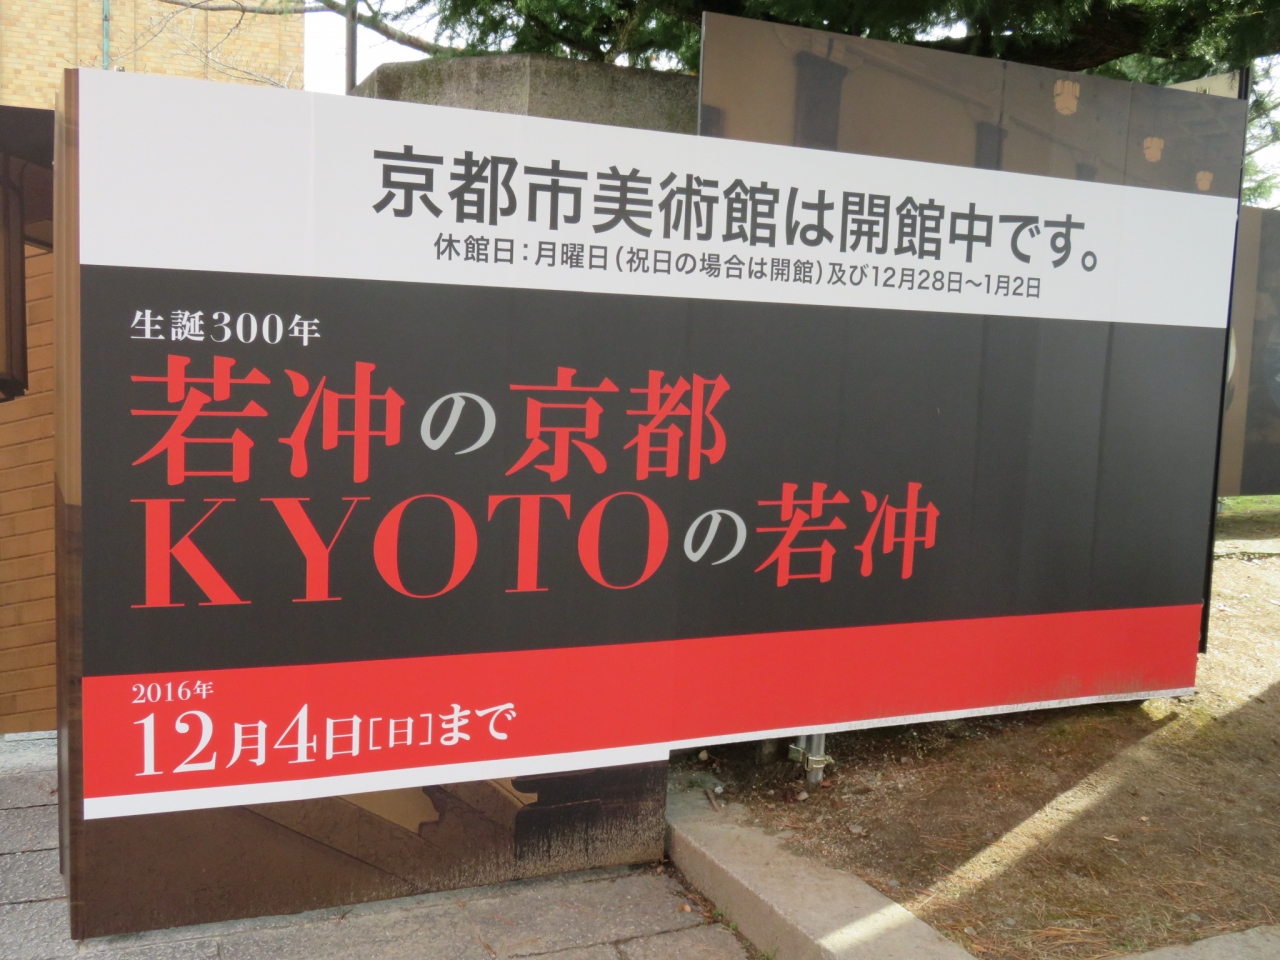 京都市美術館は開館中です。
休館日：月曜日（祝日の場合は開館）及び12月28日〜1月2日
生誕300年
若冲の京都
KYOTOの若冲
2016年
12月4日［日］まで